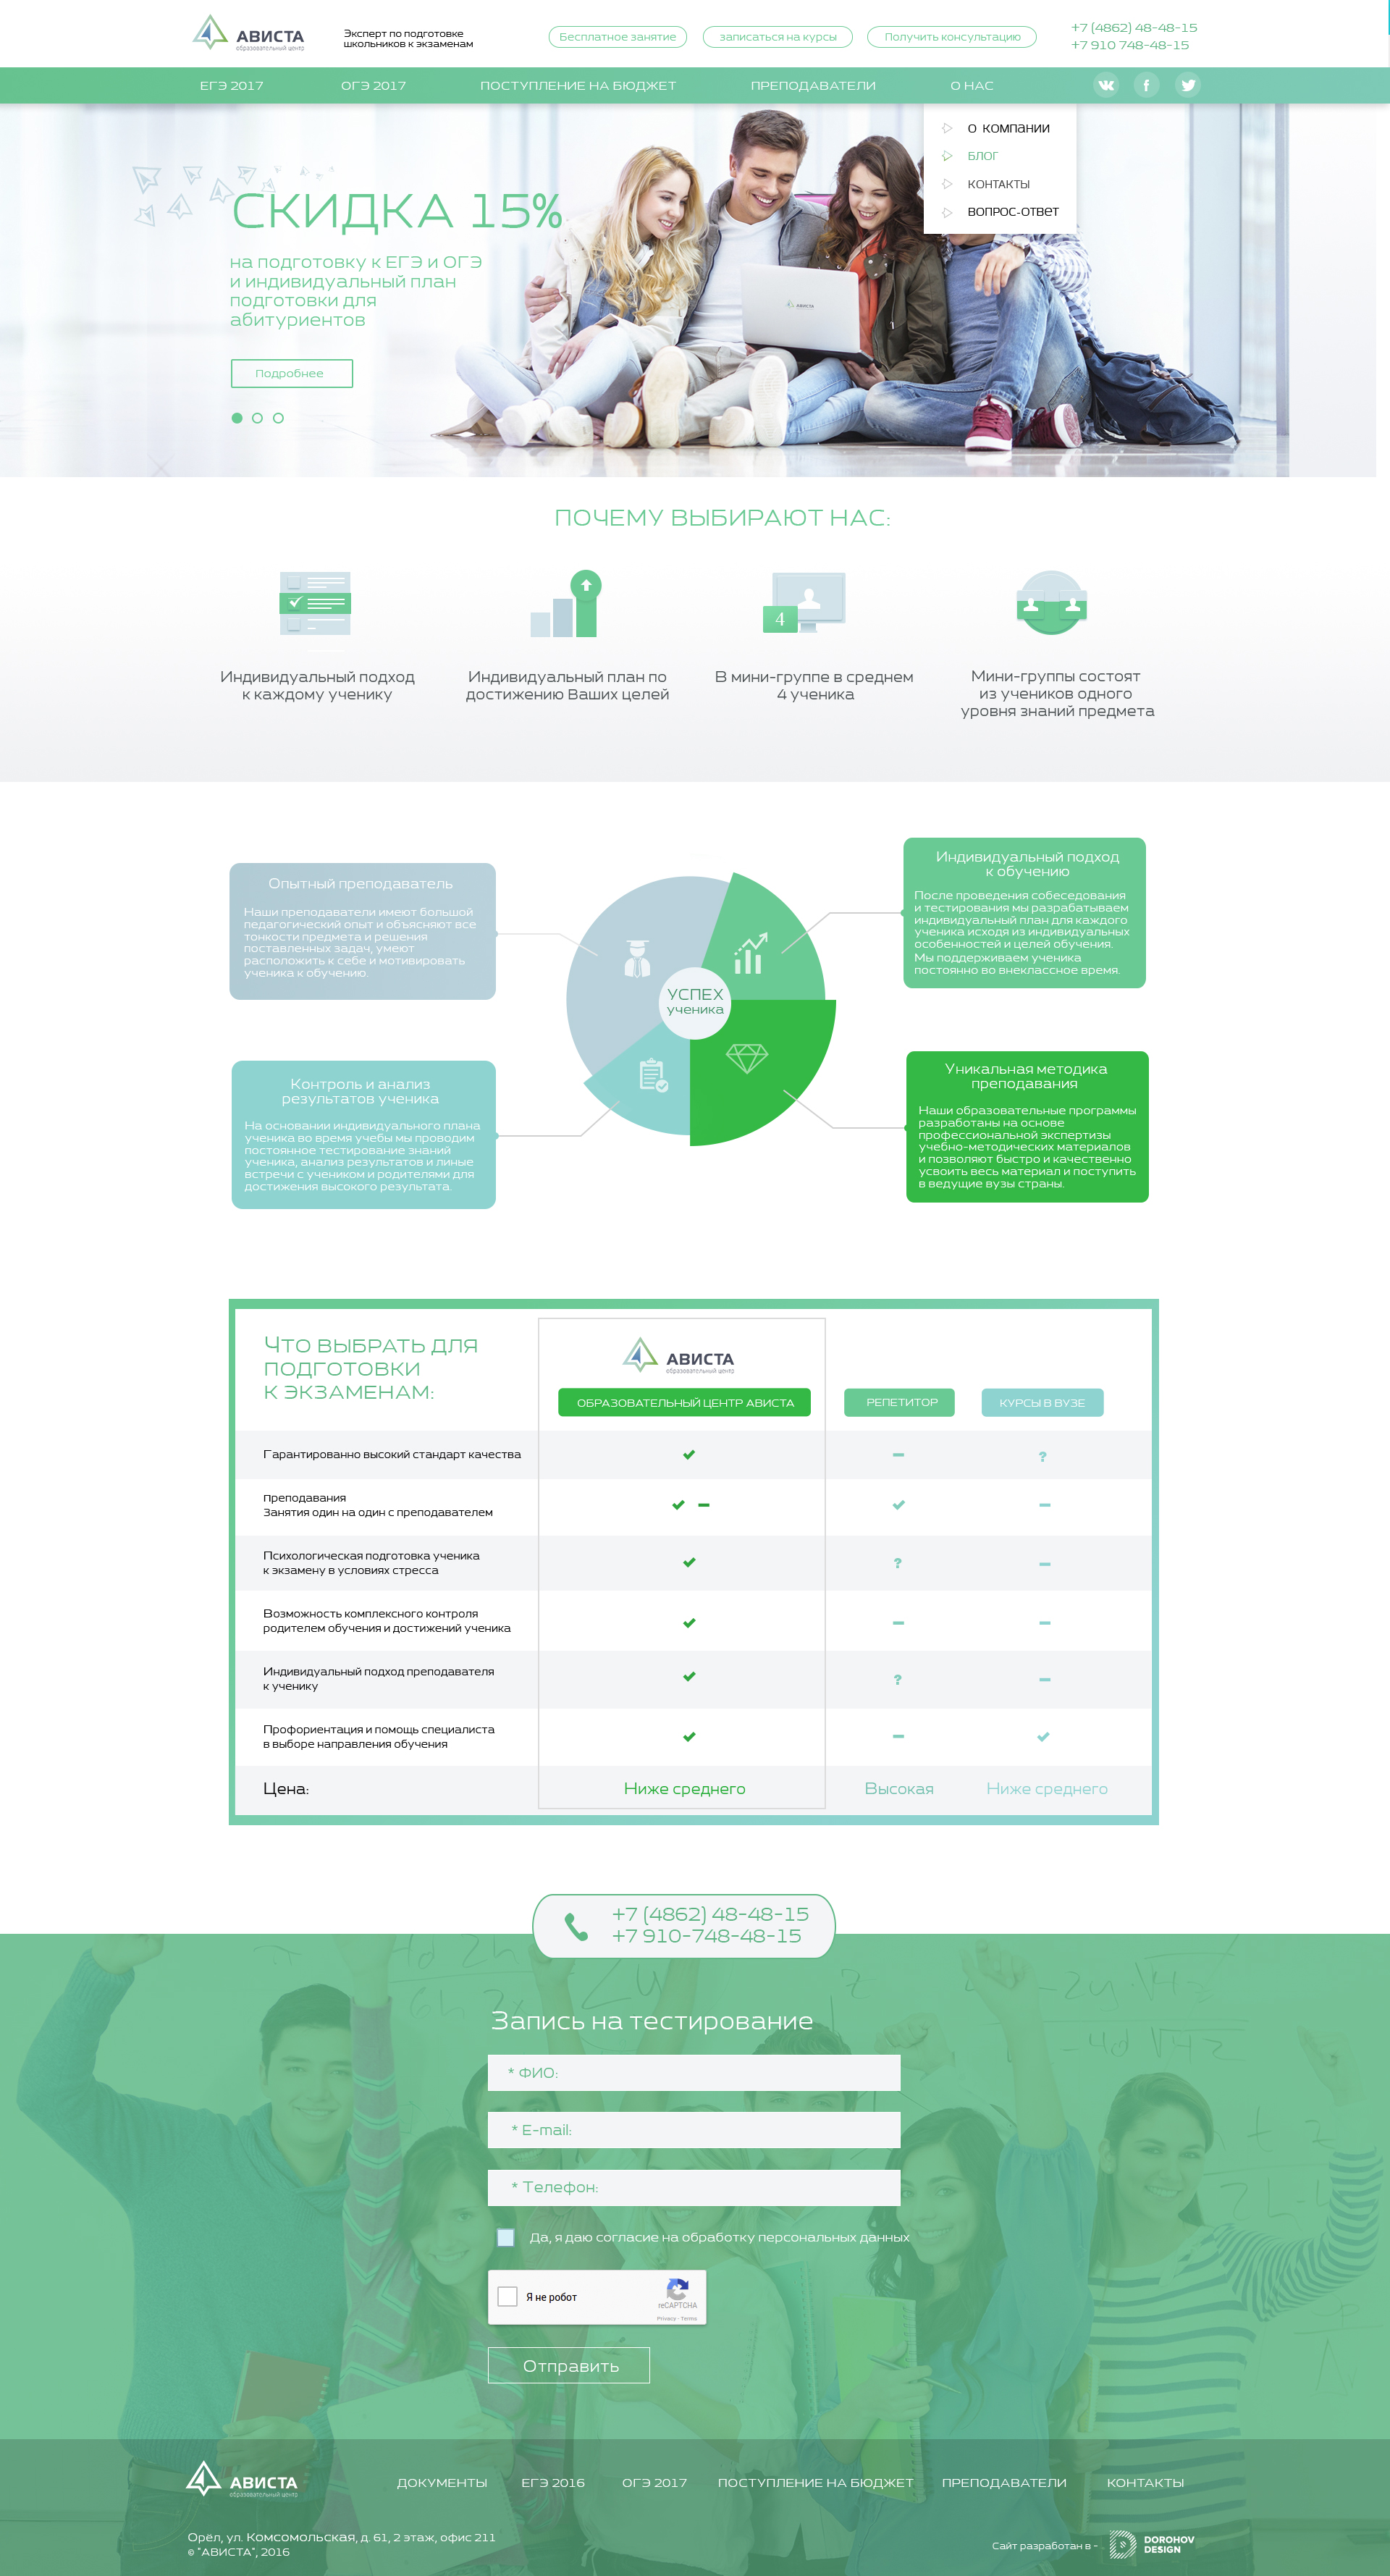 АВИСТА
образовательный центр
Эксперт по подготовке
школьников к экзаменам
Бесплатное занятие
записаться на курсы
Получить консультацию
+7 (4862) 48-48-15
+7 910 748-48-15
ЕГЭ 2017
ОГЭ 2017
ПОСТУПЛЕНИЕ НА БЮДЖЕТ
ПРЕПОДАВАТЕЛИ
О НАС
О КОМПАНИИ
БЛОГ
КОНТАКТЫ
ВОПРОС-ОТВЕТ
СКИДКА 15%
на подготовку к ЕГЭ и ОГЭ
и индивидуальный план
подготовки для
абитуриентов
АВИСТА
Подробнее
ПОЧЕМУ ВЫБИРАЮТ НАС:
4
Индивидуальный подход
к каждому ученику
Индивидуальный план по
достижению Ваших целей
В мини-группе в среднем
4 ученика
Мини-группы состоят
из учеников одного
уровня знаний предмета
Опытный преподаватель
Наши преподаватели имеют большой
педагогический опыт и объясняют все
тонкости предмета и решения
поставленных задач, умеют
расположить к себе и мотивировать
ученика к обучению.
Индивидуальный подход
к обучению
После проведения собеседования
и тестирования мы разрабатываем
индивидуальный план для каждого
ученика исходя из индивидуальных
особенностей и целей обучения.
Мы поддерживаем ученика
постоянно во внеклассное время.
УСПЕХ
ученика
Контроль и анализ
результатов ученика
На основании индивидуального плана
ученика во время учебы мы проводим
постоянное тестирование знаний
ученика, анализ результатов и линые
встречи с учеником и родителями для
достижения высокого результата.
Уникальная методика
преподавания
Наши образовательные программы
разработаны на основе
профессиональной экспертизы
учебно-методических материалов
и позволяют быстро и качественно
усвоить весь материал и поступить
в ведущие вузы страны.
Что выбрать для
подготовки
к экзаменам:
АВИСТА
образовательный центр
ОБРАЗОВАТЕЛЬНЫЙ ЦЕНТР АВИСТА
РЕПЕТИТОР
КУРСЫ В ВУЗЕ
Гарантированно высокий стандарт качества
?
преподавания
Занятия один на один с преподавателем
Психологическая подготовка ученика
к экзамену в условиях стресса
?
Возможность комплексного контроля
родителем обучения и достижений ученика
Индивидуальный подход преподавателя
к ученику
?
Профориентация и помощь специалиста
в выборе направления обучения
Цена:
Ниже среднего
Высокая
Ниже среднего
+7 (4862) 48-48-15
+7 910-748-48-15
Запись на тестирование
* ФИО:
* E-mail:
* Телефон:
Да, я даю согласие на обработку персональных данных
Я не робот
reCAPTCHA
Privacy - Terms
Отправить
АВИСТА
образовательный центр
ДОКУМЕНТЫ
ЕГЭ 2016
ОГЭ 2017
ПОСТУПЛЕНИЕ НА БЮДЖЕТ
ПРЕПОДАВАТЕЛИ
КОНТАКТЫ
Орёл, ул. Комсомольская, д. 61, 2 этаж, офис 211
© "АВИСТА", 2016
Сайт разработан в -
DOROHOV
DESIGN